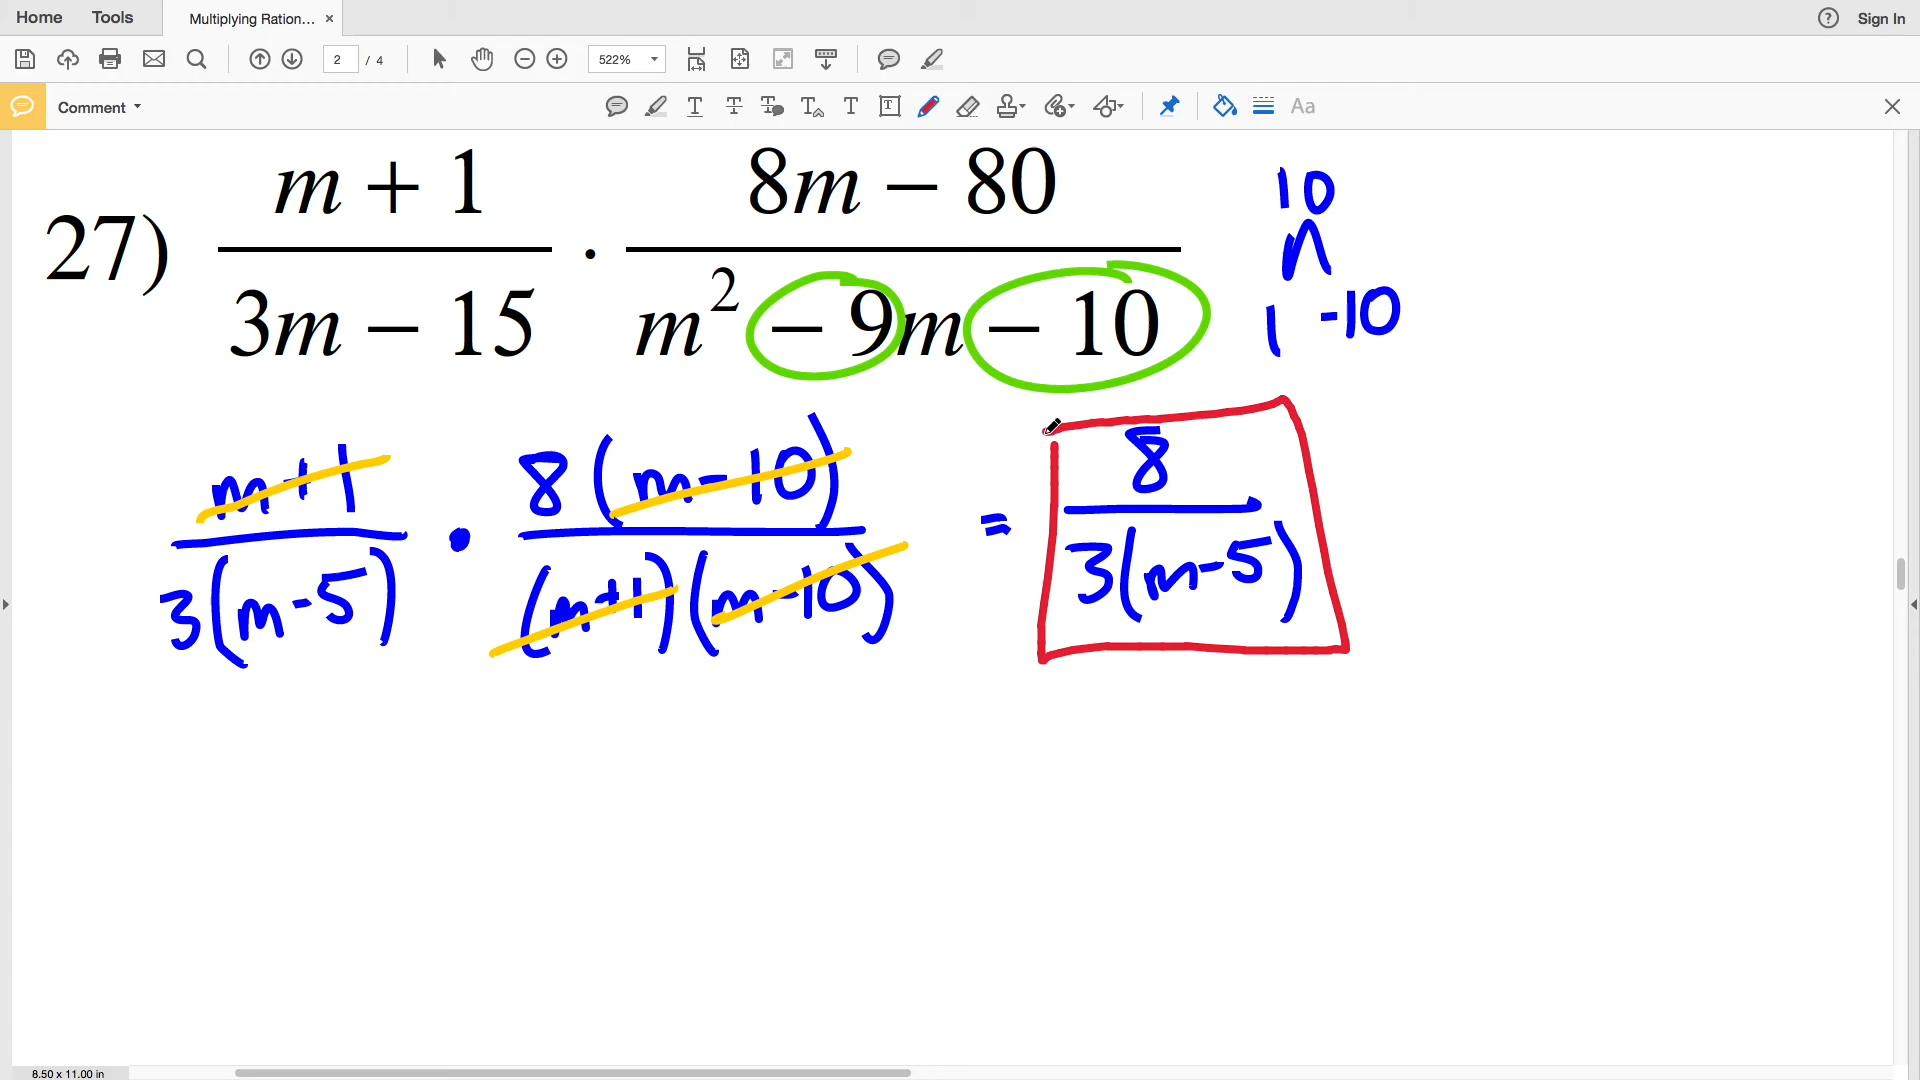 Home Tools Multiplying Ration... × ? Sign In
2 / 4 522%
Comment T T T T T T Aa
27) m + 1 / 3m − 15 · 8m − 80 / m² − 9m − 10
10
1 -10
m+1 / 3(m-5) • 8(m-10) / (m+1)(m-10) = 8 / 3(m-5)
8.50 x 11.00 in